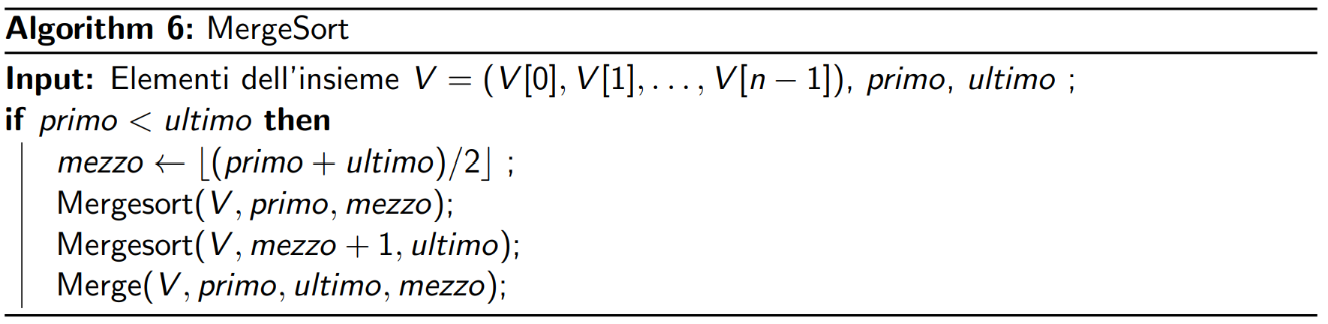 Algorithm 6: MergeSort
Input: Elementi dell'insieme V = (V[0], V[1], . . . , V[n − 1]), primo, ultimo ;
if primo < ultimo then
mezzo ← ⌊(primo + ultimo)/2⌋ ;
Mergesort(V, primo, mezzo);
Mergesort(V, mezzo + 1, ultimo);
Merge(V, primo, ultimo, mezzo);